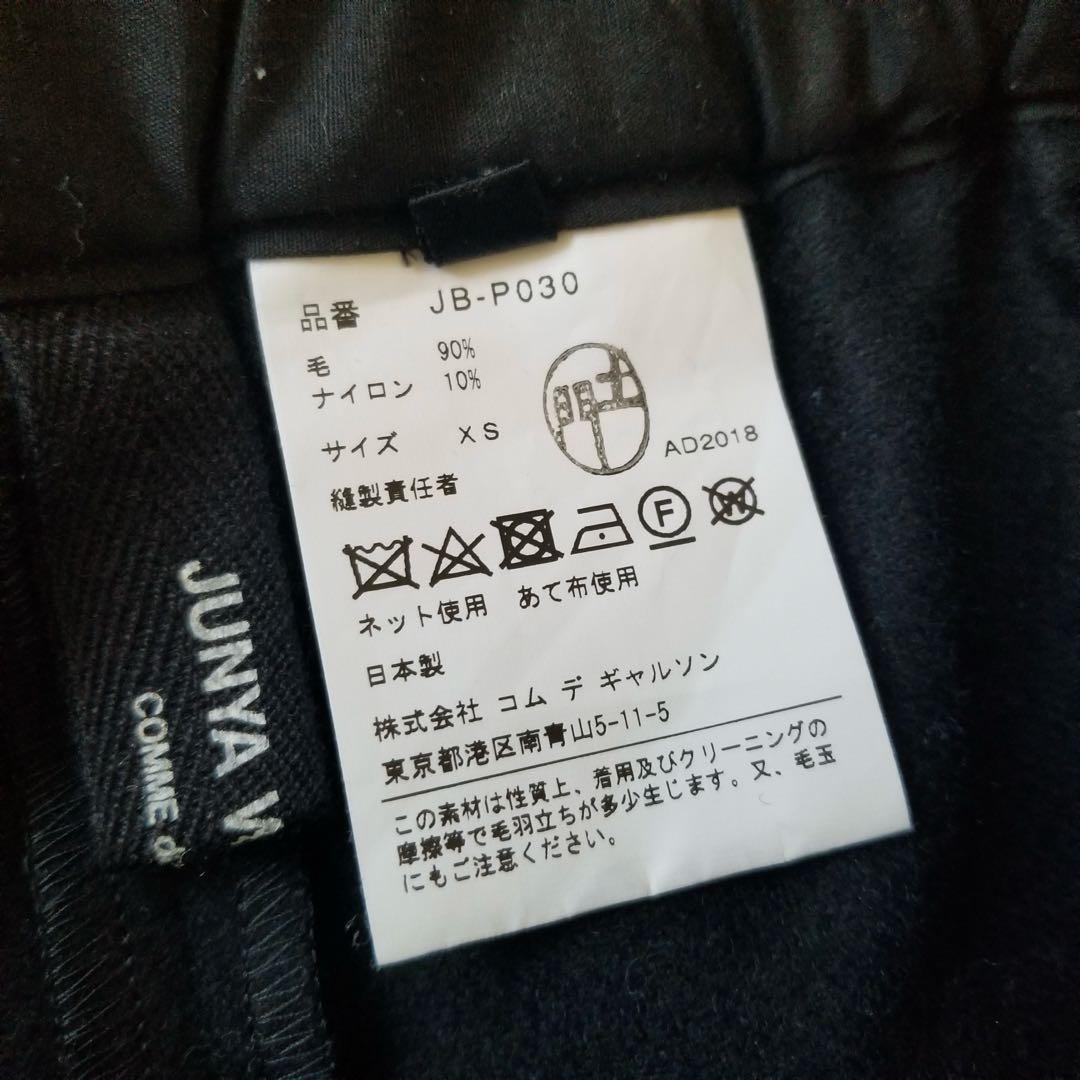 品番 JB-P030
毛 90%
ナイロン 10%
サイズ XS
AD2018
縫製責任者
F
W
ネット使用 あて布使用
日本製
株式会社 コム デ ギャルソン
東京都港区南青山5-11-5
この素材は性質上、着用及びクリーニングの
摩擦等で毛羽立ちが多少生じます。又、毛玉
にもご注意ください。
JUNYA W
COMME d